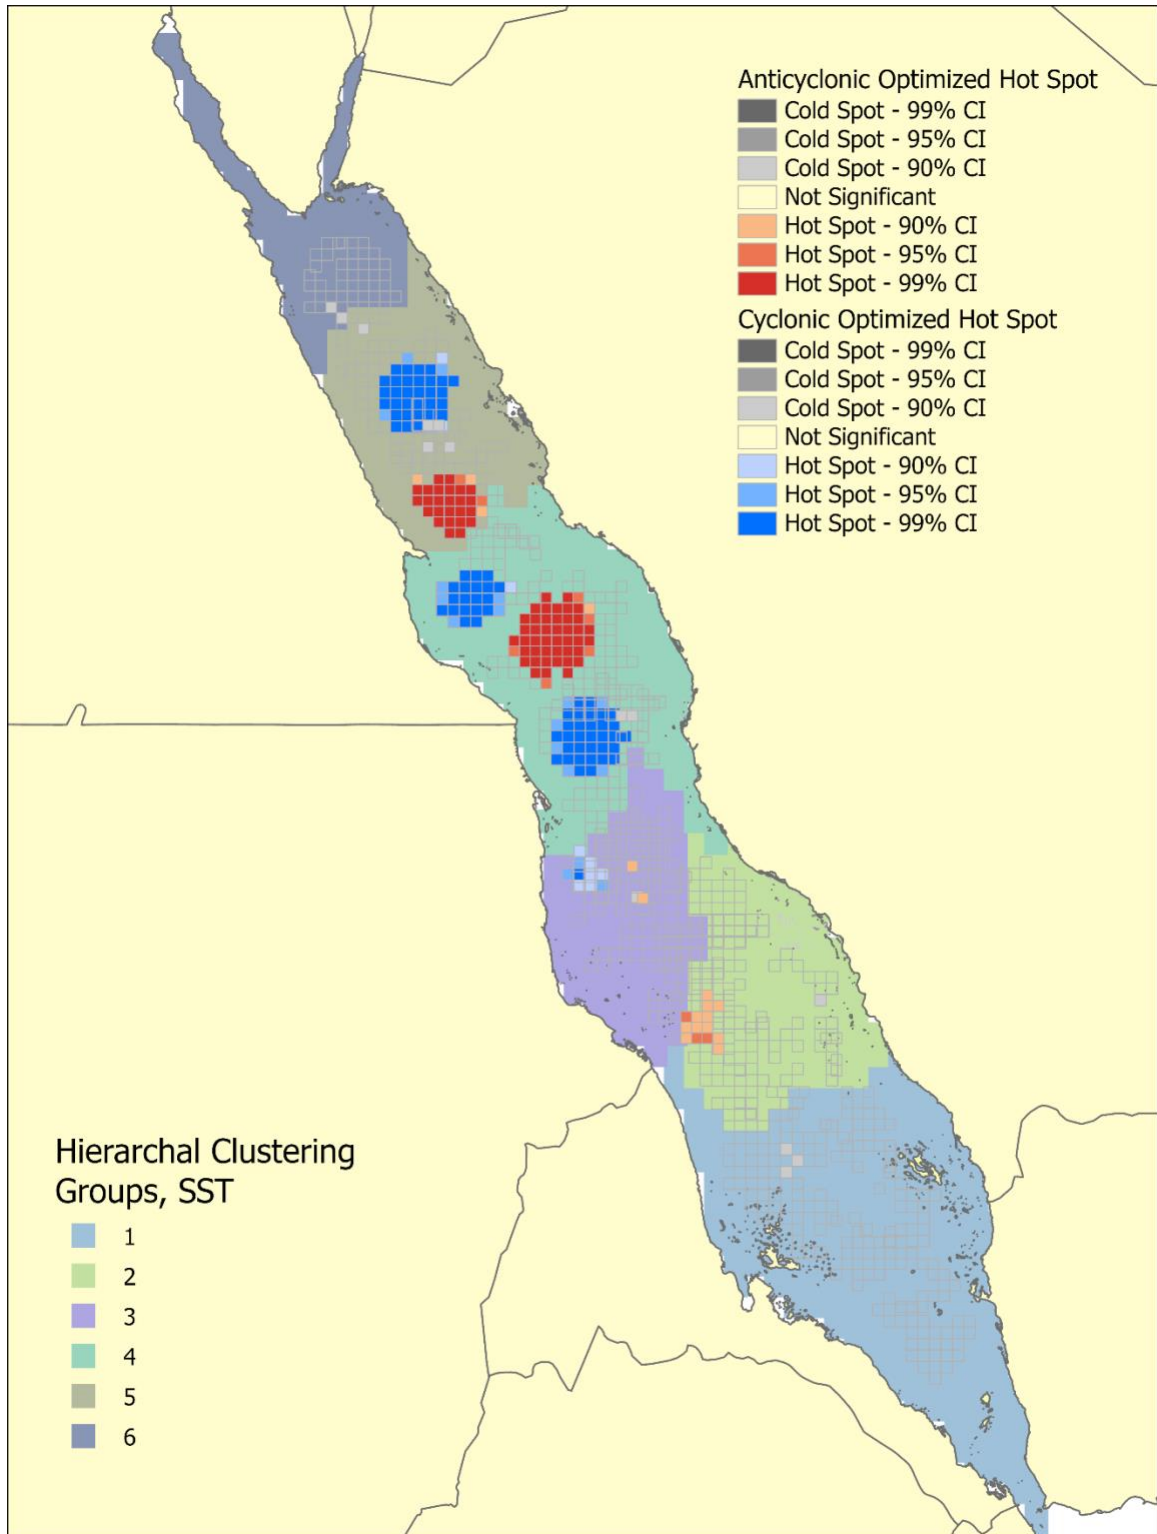 Anticyclonic Optimized Hot Spot
Cold Spot - 99% CI
Cold Spot - 95% CI
Cold Spot - 90% CI
Not Significant
Hot Spot - 90% CI
Hot Spot - 95% CI
Hot Spot - 99% CI
Cyclonic Optimized Hot Spot
Cold Spot - 99% CI
Cold Spot - 95% CI
Cold Spot - 90% CI
Not Significant
Hot Spot - 90% CI
Hot Spot - 95% CI
Hot Spot - 99% CI
Hierarchal Clustering
Groups, SST
1
2
3
4
5
6